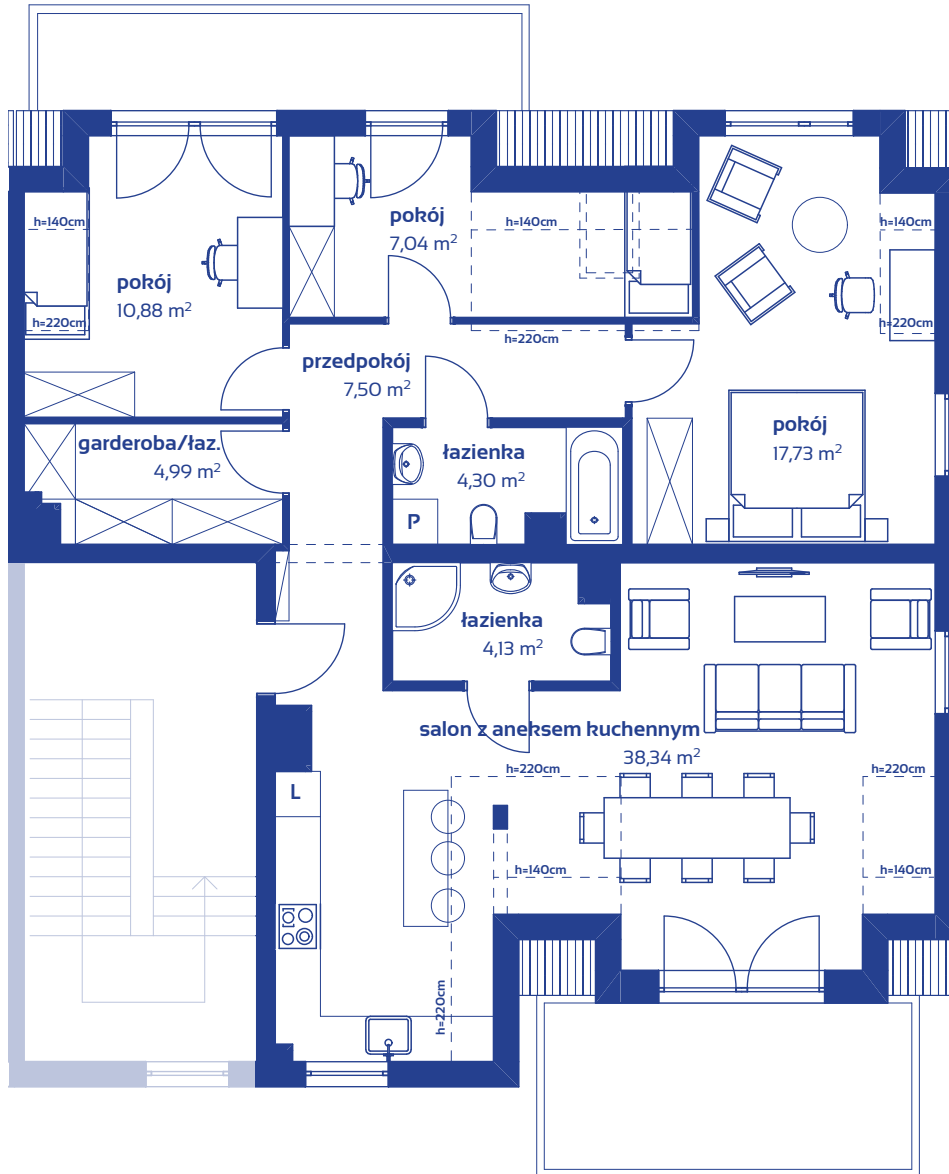 pokój
7,04 m²
h=140cm
h=140cm
h=140cm
pokój
10,88 m²
h=220cm
h=220cm
h=220cm
przedpokój
7,50 m²
pokój
17,73 m²
garderoba/łaz.
4,99 m²
łazienka
4,30 m²
P
łazienka
4,13 m²
salon z aneksem kuchennym
38,34 m²
h=220cm
h=220cm
L
h=140cm
h=140cm
h=220cm